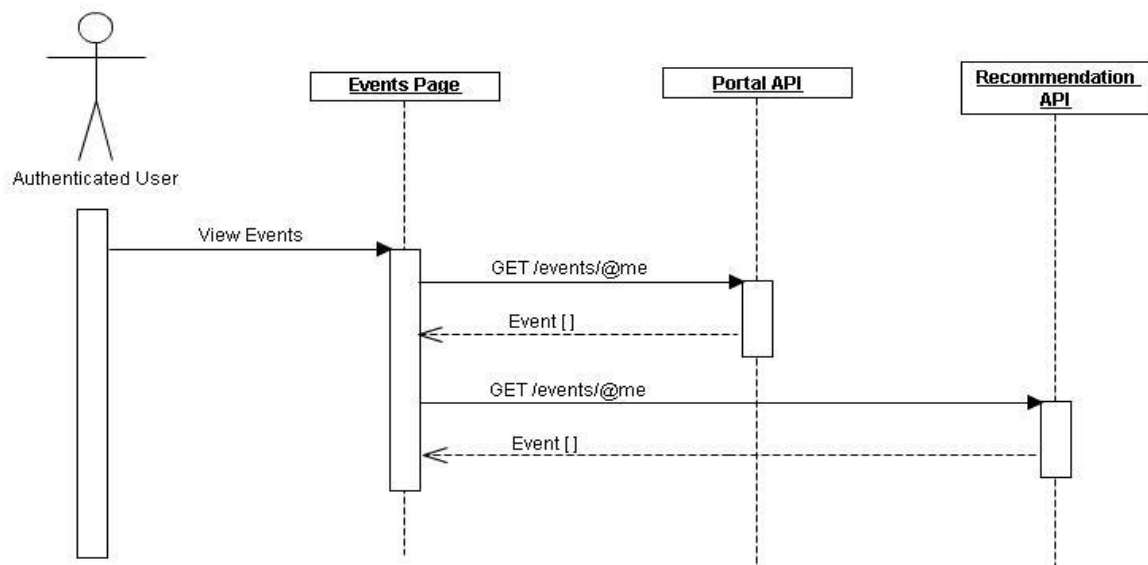 Events Page
Portal API
Recommendation
API
Authenticated User
View Events
GET /events/@me
Event [ ]
GET /events/@me
Event [ ]